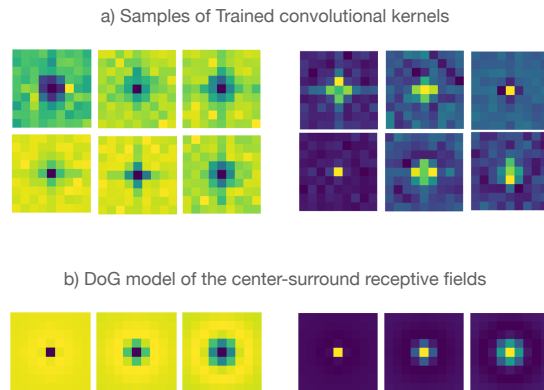 a) Samples of Trained convolutional kernels
b) DoG model of the center-surround receptive fields